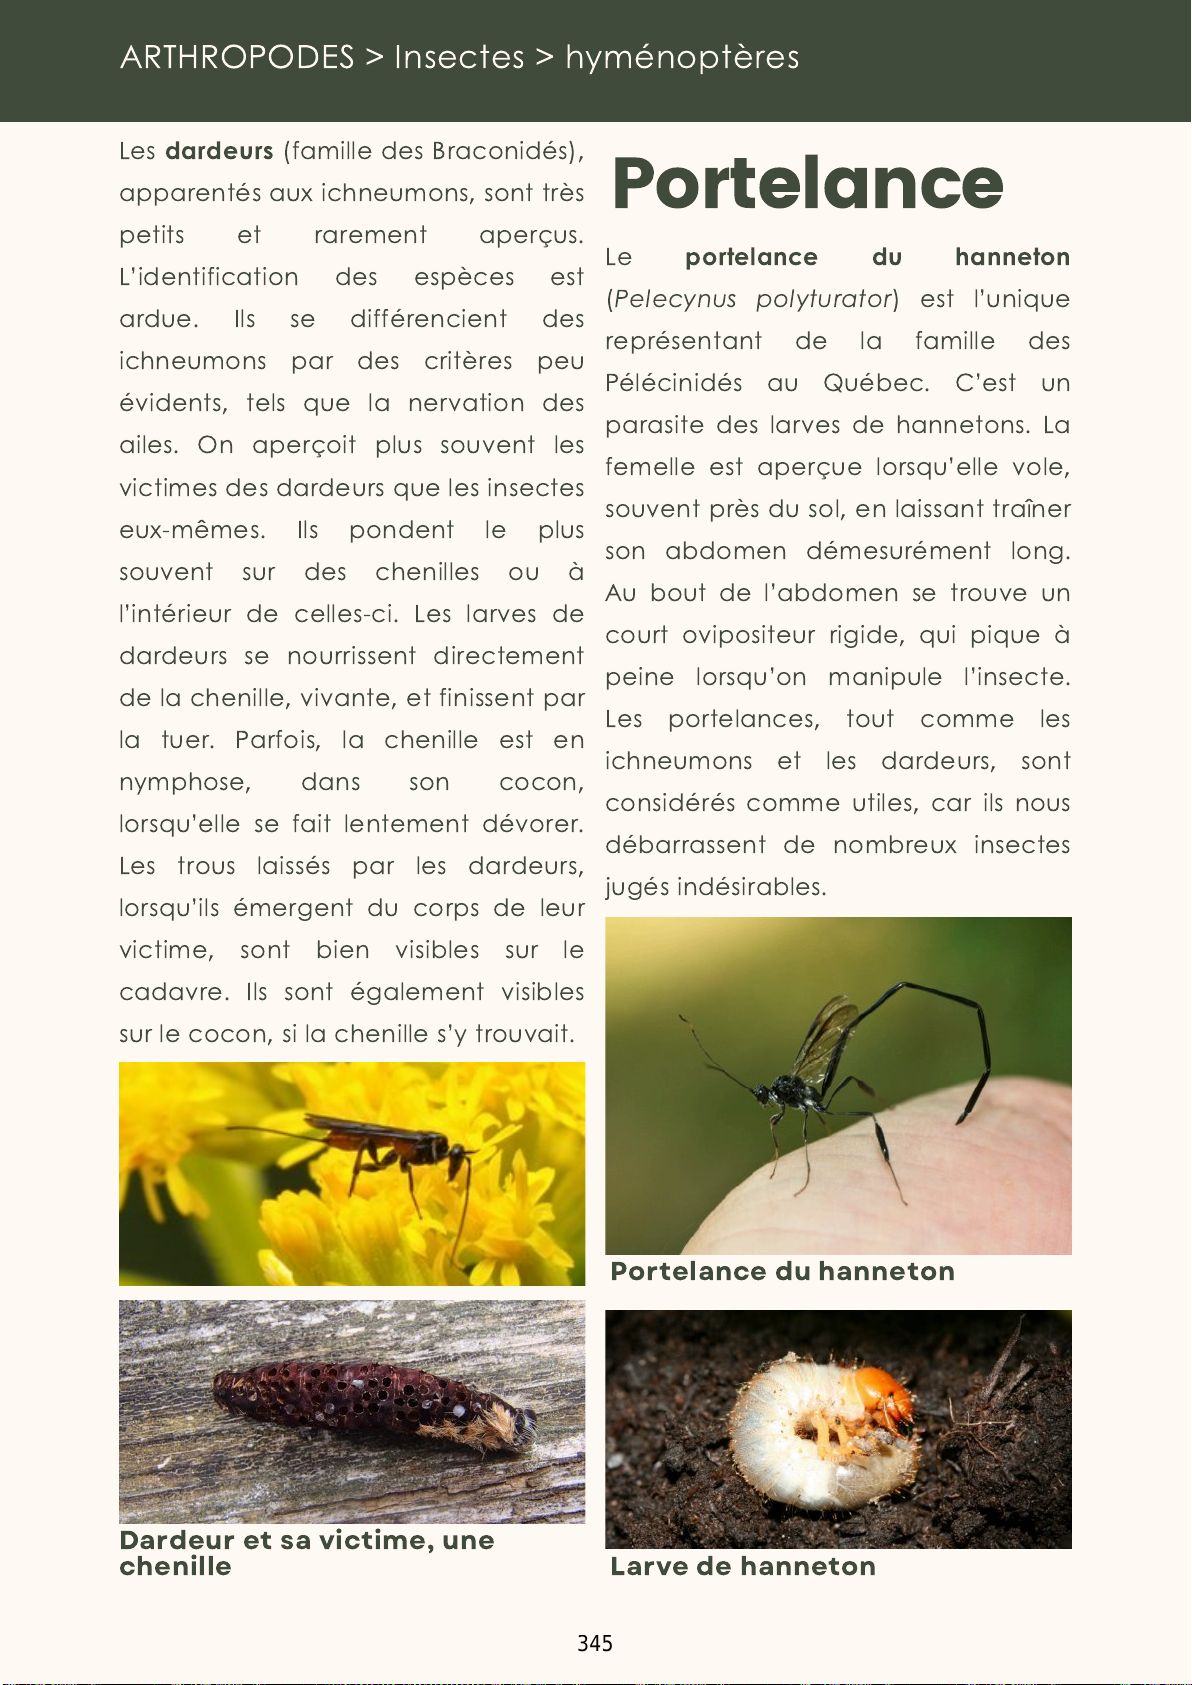 ARTHROPODES > Insectes > hyménoptères
Les dardeurs (famille des Braconidés),
apparentés aux ichneumons, sont très
petits et rarement aperçus.
L'identification des espèces est
ardue. Ils se différencient des
ichneumons par des critères peu
évidents, tels que la nervation des
ailes. On aperçoit plus souvent les
victimes des dardeurs que les insectes
eux-mêmes. Ils pondent le plus
souvent sur des chenilles ou à
l'intérieur de celles-ci. Les larves de
dardeurs se nourrissent directement
de la chenille, vivante, et finissent par
la tuer. Parfois, la chenille est en
nymphose, dans son cocon,
lorsqu'elle se fait lentement dévorer.
Les trous laissés par les dardeurs,
lorsqu'ils émergent du corps de leur
victime, sont bien visibles sur le
cadavre. Ils sont également visibles
sur le cocon, si la chenille s'y trouvait.
Dardeur et sa victime, une
chenille
Portelance
Le portelance du hanneton
(Pelecynus polyturator) est l'unique
représentant de la famille des
Pélécinidés au Québec. C'est un
parasite des larves de hannetons. La
femelle est aperçue lorsqu'elle vole,
souvent près du sol, en laissant traîner
son abdomen démesurément long.
Au bout de l'abdomen se trouve un
court ovipositeur rigide, qui pique à
peine lorsqu'on manipule l'insecte.
Les portelances, tout comme les
ichneumons et les dardeurs, sont
considérés comme utiles, car ils nous
débarrassent de nombreux insectes
jugés indésirables.
Portelance du hanneton
Larve de hanneton
345